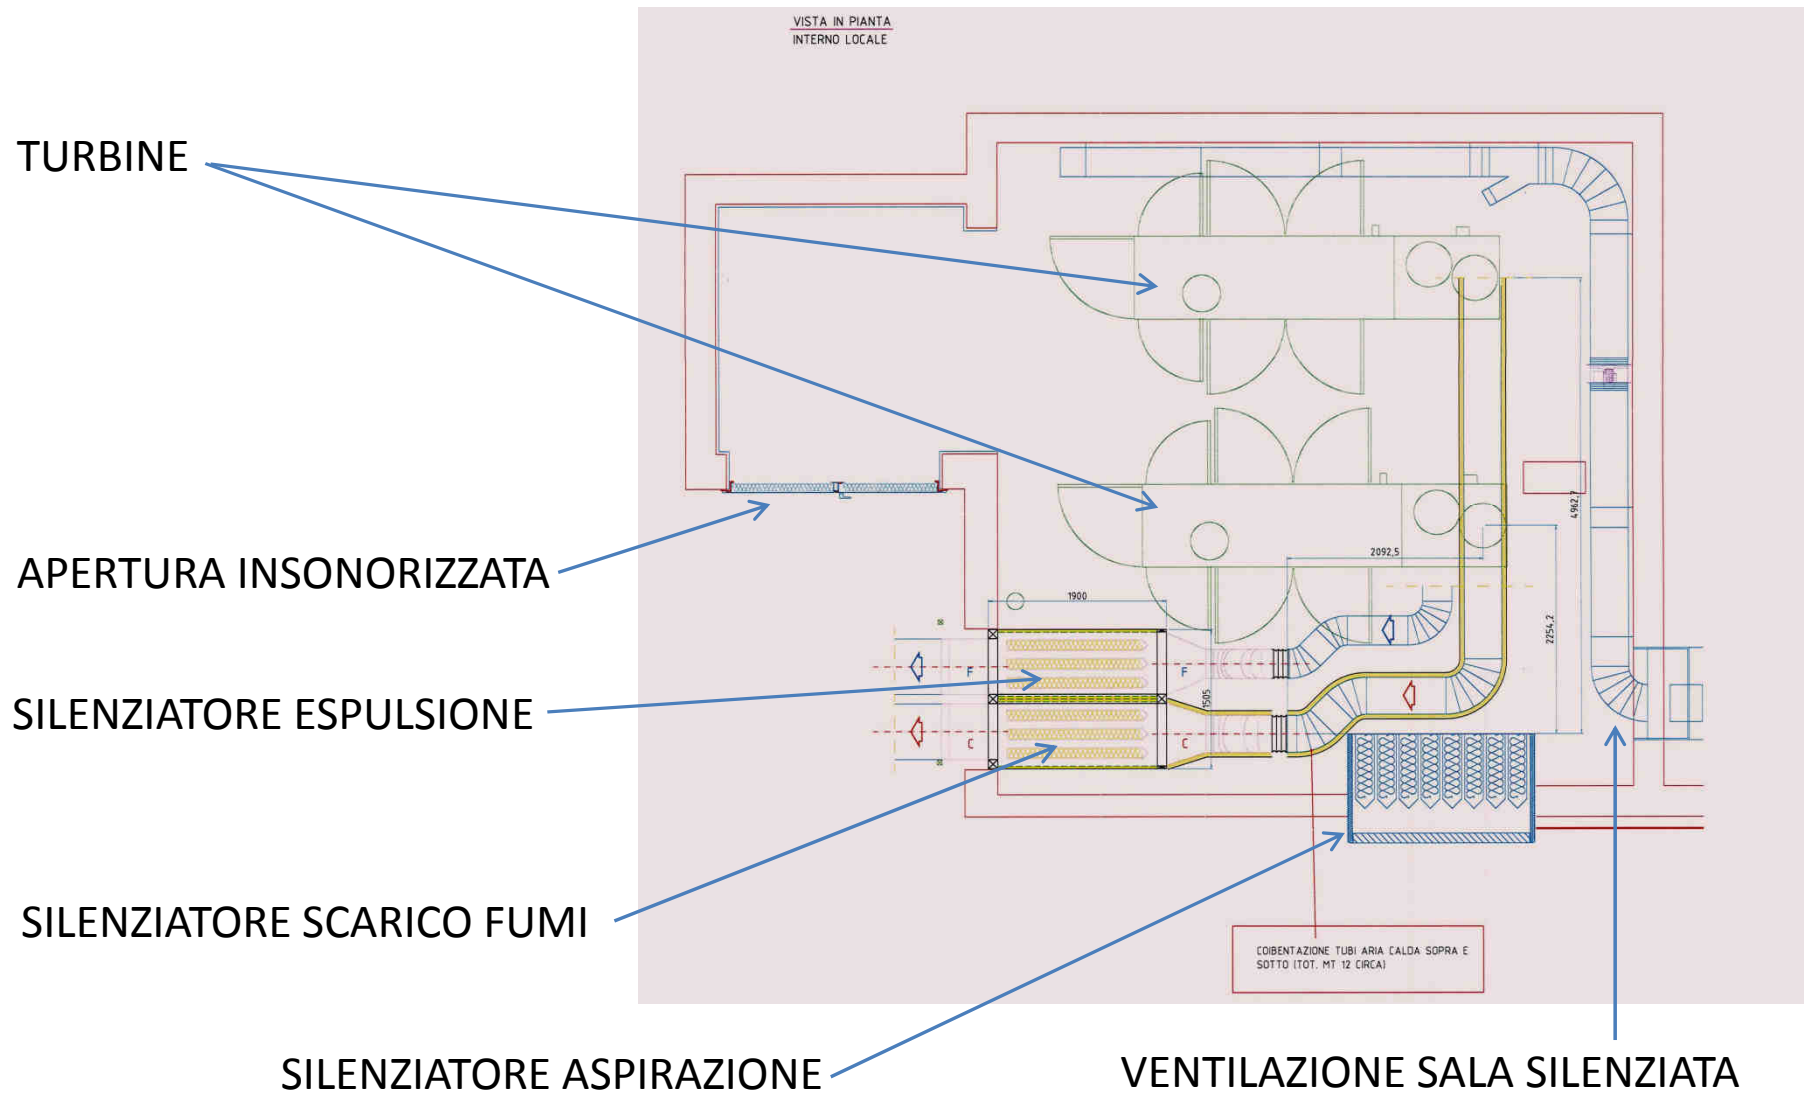 VISTA IN PIANTA
INTERNO LOCALE
TURBINE
4962,7
2092,5
APERTURA INSONORIZZATA
1900
2254,2
F
F
SILENZIATORE ESPULSIONE
1505
C
C
SILENZIATORE SCARICO FUMI
COIBENTAZIONE TUBI ARIA CALDA SOPRA E
SOTTO (TOT. MT 12 CIRCA)
SILENZIATORE ASPIRAZIONE
VENTILAZIONE SALA SILENZIATA